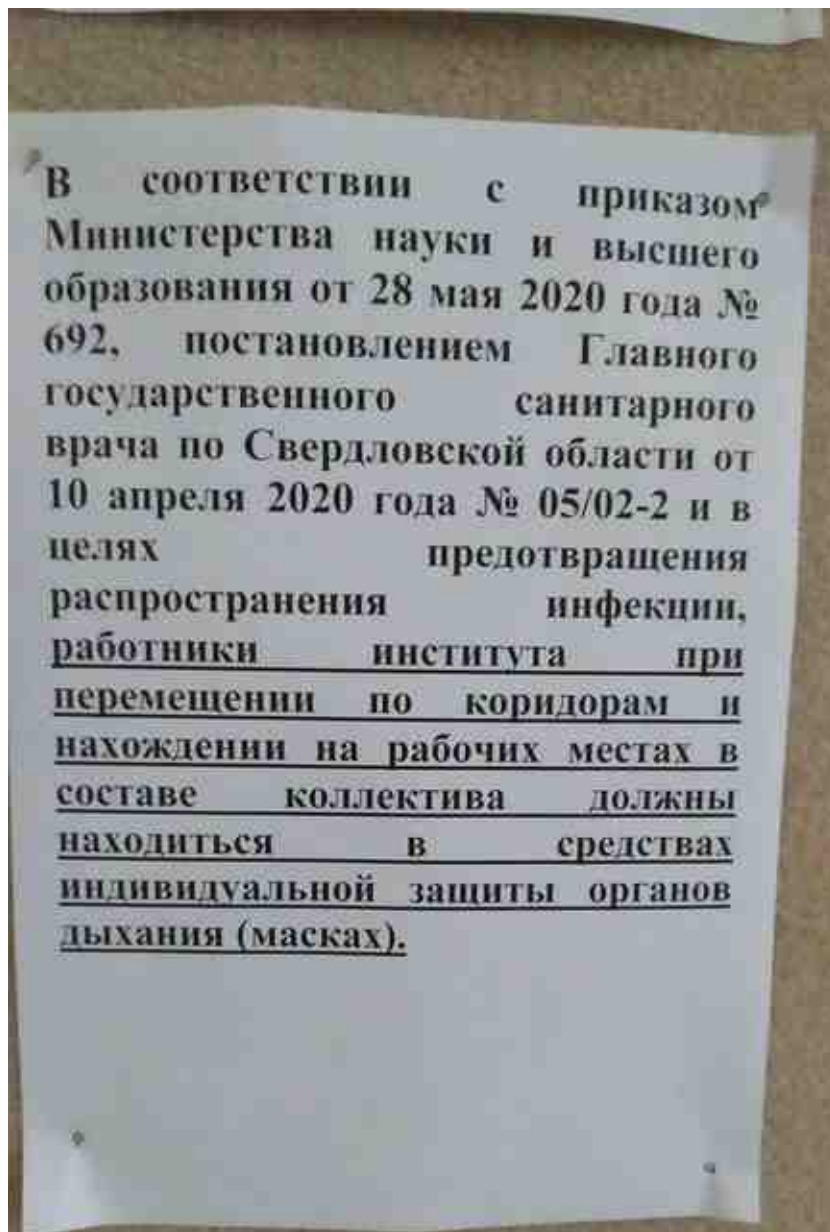 В соответствии с приказом
Министерства науки и высшего
образования от 28 мая 2020 года №
692, постановлением Главного
государственного санитарного
врача по Свердловской области от
10 апреля 2020 года № 05/02-2 и в
целях предотвращения
распространения инфекции,
работники института при
перемещении по коридорам и
нахождении на рабочих местах в
составе коллектива должны
находиться в средствах
индивидуальной защиты органов
дыхания (масках).